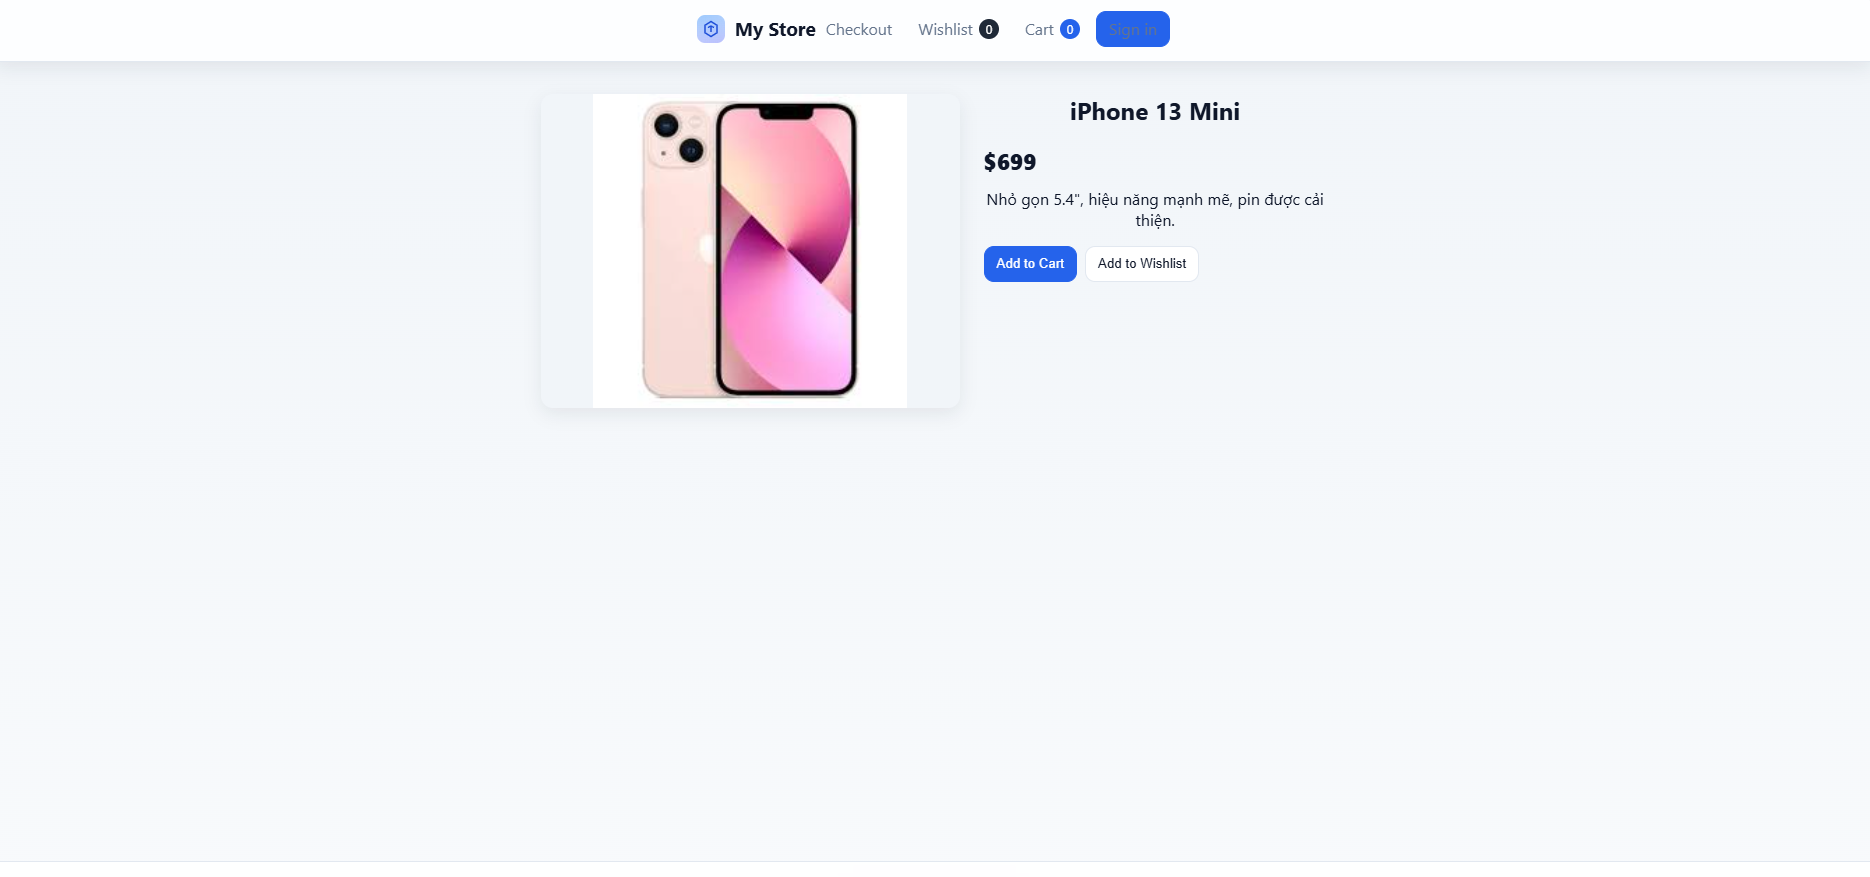 My Store Checkout Wishlist 0 Cart 0 Sign in
iPhone 13 Mini
$699
Nhỏ gọn 5.4", hiệu năng mạnh mẽ, pin được cải
thiện.
Add to Cart Add to Wishlist